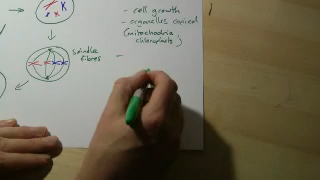 - cell growth
- organelles copied
(mitochondria,
chloroplasts)
spindle
fibres
-